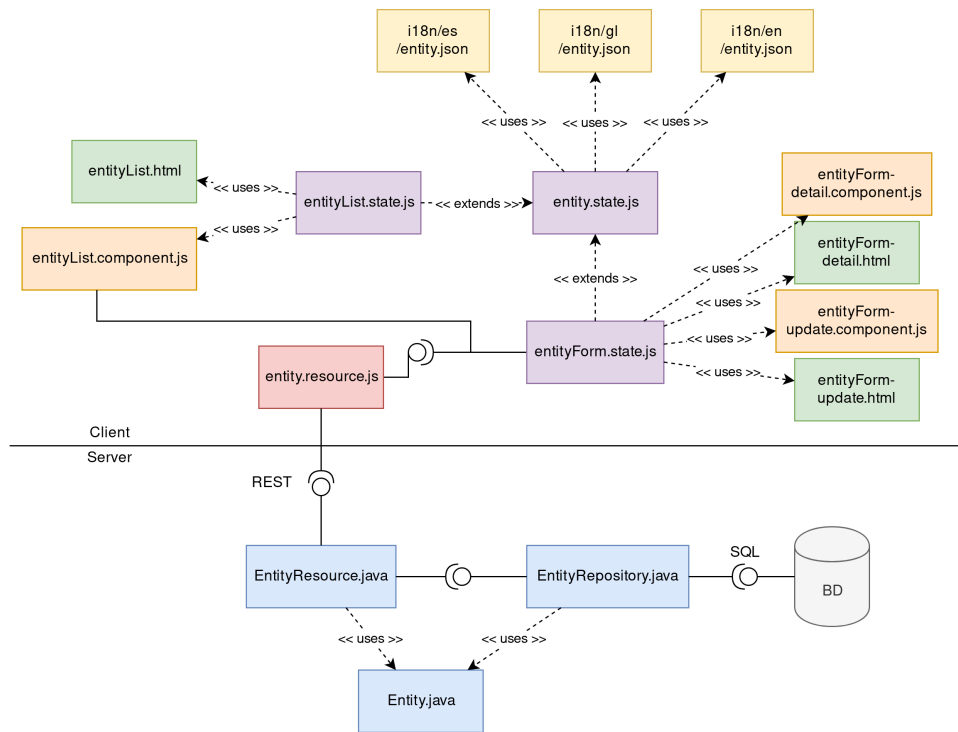 i18n/es
/entity.json
i18n/gl
/entity.json
i18n/en
/entity.json
<< uses >>
<< uses >>
<< uses >>
entityList.html
<< uses >>
entityList.state.js
<< extends >>
entity.state.js
entityForm-
detail.component.js
<< uses >>
entityList.component.js
entityForm-
detail.html
<< uses >>
<< extends >>
<< uses >>
entityForm-
update.component.js
<< uses >>
entityForm.state.js
<< uses >>
entityForm-
update.html
entity.resource.js
Client
Server
REST
EntityResource.java
EntityRepository.java
SQL
BD
<< uses >>
<< uses >>
Entity.java